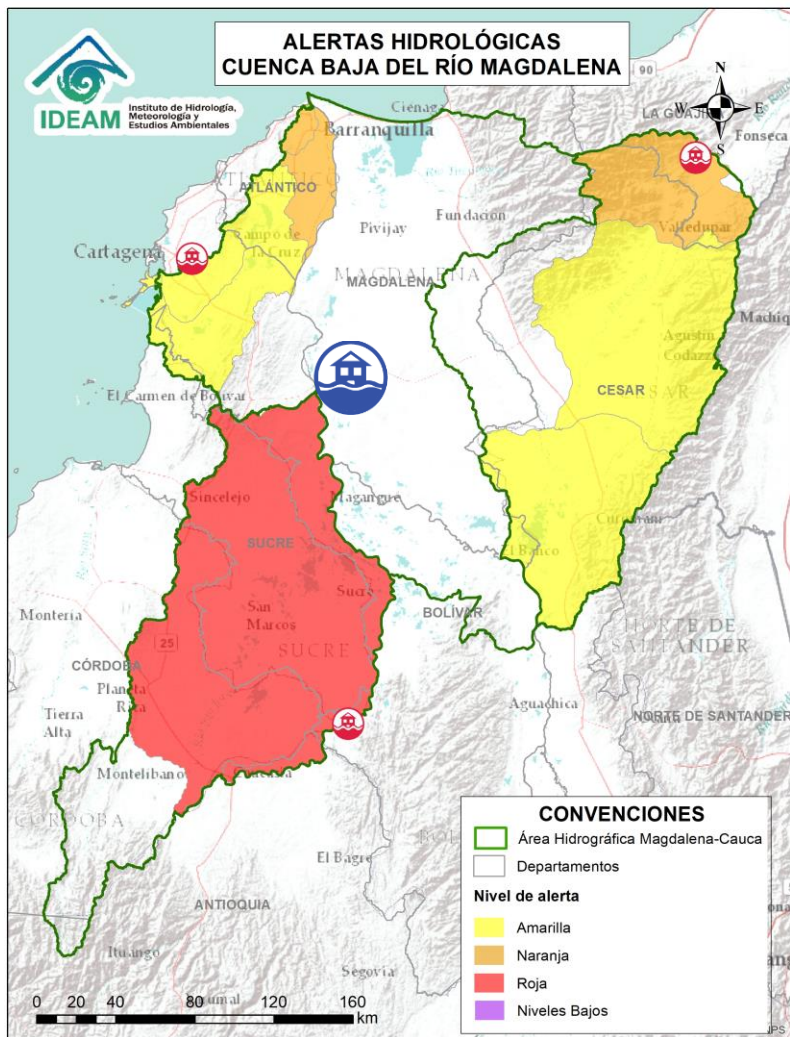 ALERTAS HIDROLÓGICAS
CUENCA BAJA DEL RÍO MAGDALENA
IDEAM
Instituto de Hidrología,
Meteorología y
Estudios Ambientales
N
W
E
S
90
LA GUAJIRA
Fonseca
Ciénaga
Barranquilla
ATLÁNTICO
Valledupar
Pivijay
Fundación
Cartagena
Campo de
la Cruz
MAGDALENA
MAGDALENA
Agustín
Codazzi
CESAR
El Carmen de Bolívar
Sincelejo
Magangue
El Banco
SUCRE
Sucre
BOLÍVAR
San
Marcos
SUCRE
Montería
NORTE DE
SANTANDER
CÓRDOBA
25
Planeta
Rica
Tierra
Alta
Aguachica
NORTE DE SANTANDER
Montelíbano
CÓRDOBA
El Bagre
ANTIOQUIA
Ituango
Segovia
CONVENCIONES
Área Hidrográfica Magdalena-Cauca
Departamentos
Nivel de alerta
Amarilla
Naranja
Roja
Niveles Bajos
0 20 40 80 120 160
km